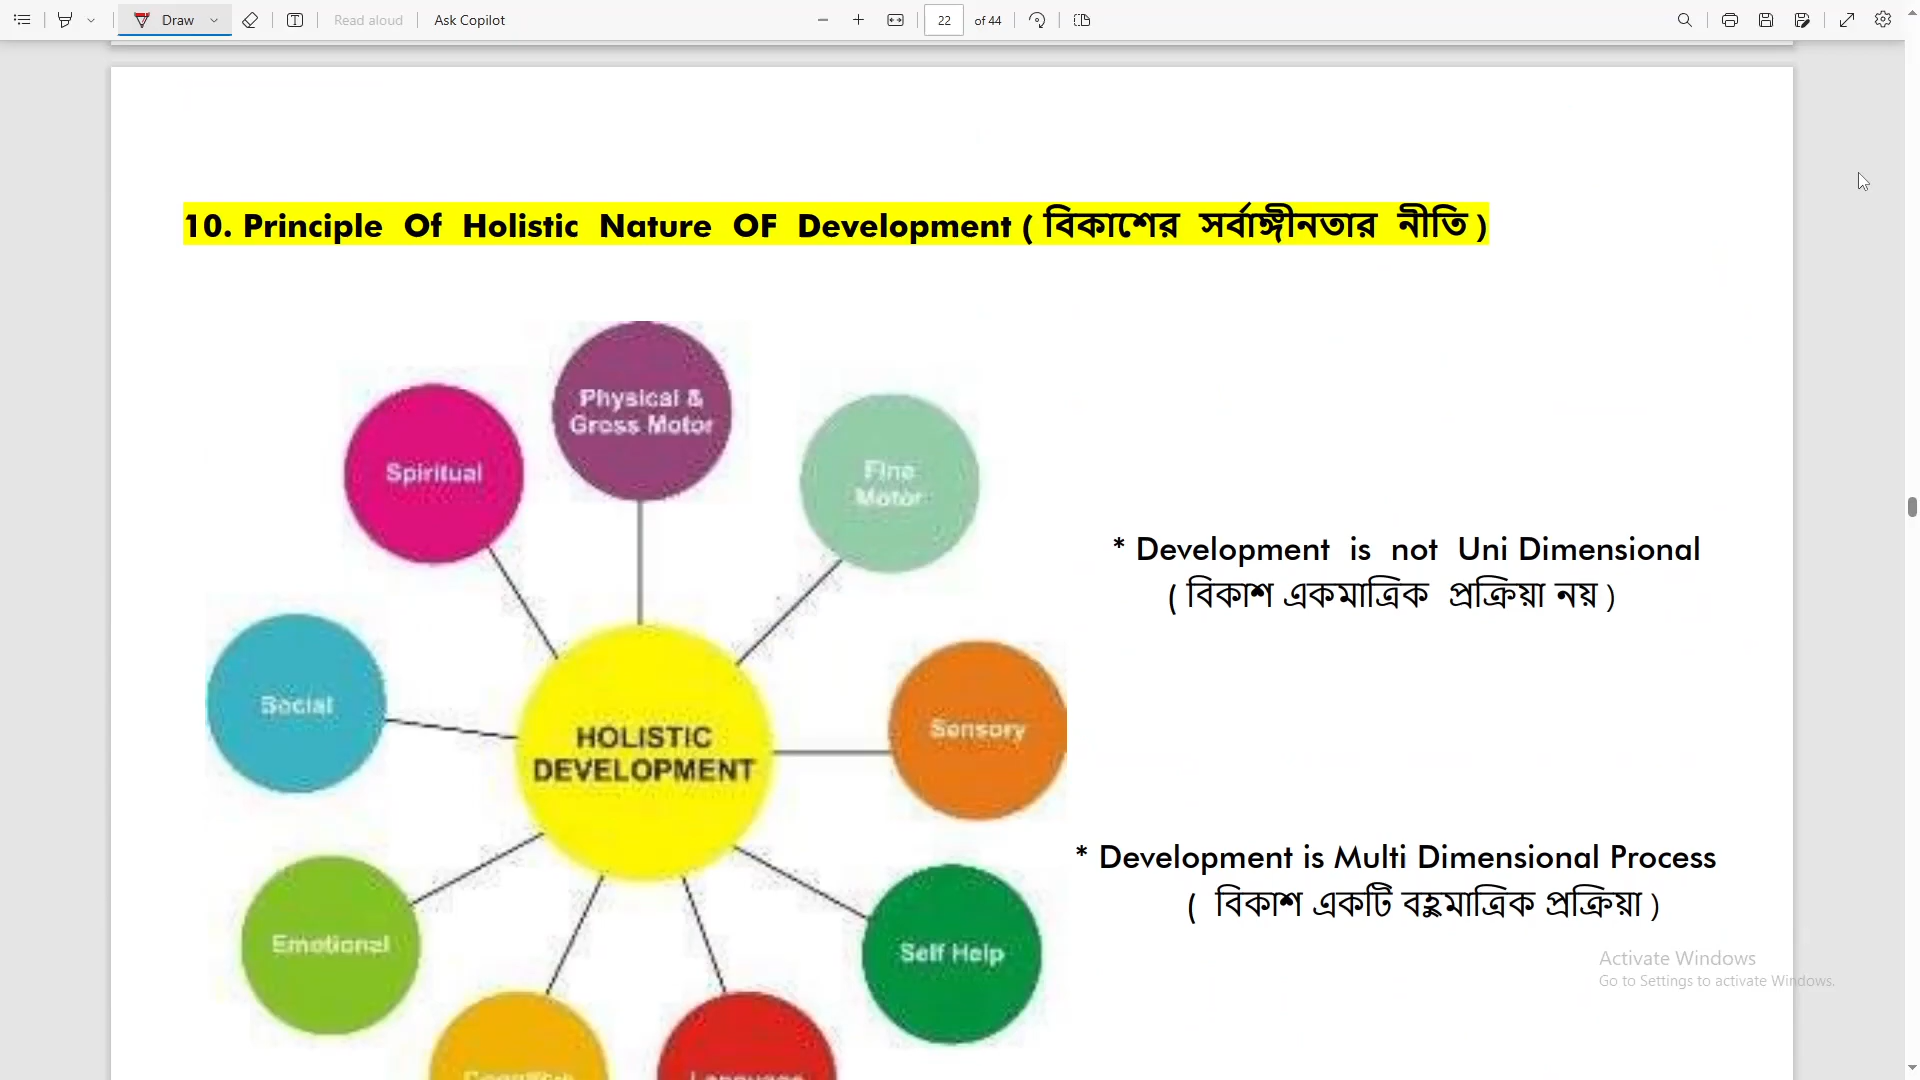 Draw
Read aloud
Ask Copilot
22
of 44
10. Principle Of Holistic Nature OF Development ( বিকাশের সর্বাঙ্গীনতার নীতি )
Physical &
Gross Motor
Spiritual
Fine
Motor
* Development is not Uni Dimensional
( বিকাশ একমাত্রিক প্রক্রিয়া নয় )
Social
Sensory
HOLISTIC
DEVELOPMENT
* Development is Multi Dimensional Process
( বিকাশ একটি বহুমাত্রিক প্রক্রিয়া )
Emotional
Self Help
Activate Windows
Go to Settings to activate Windows.
Cognitive
Language